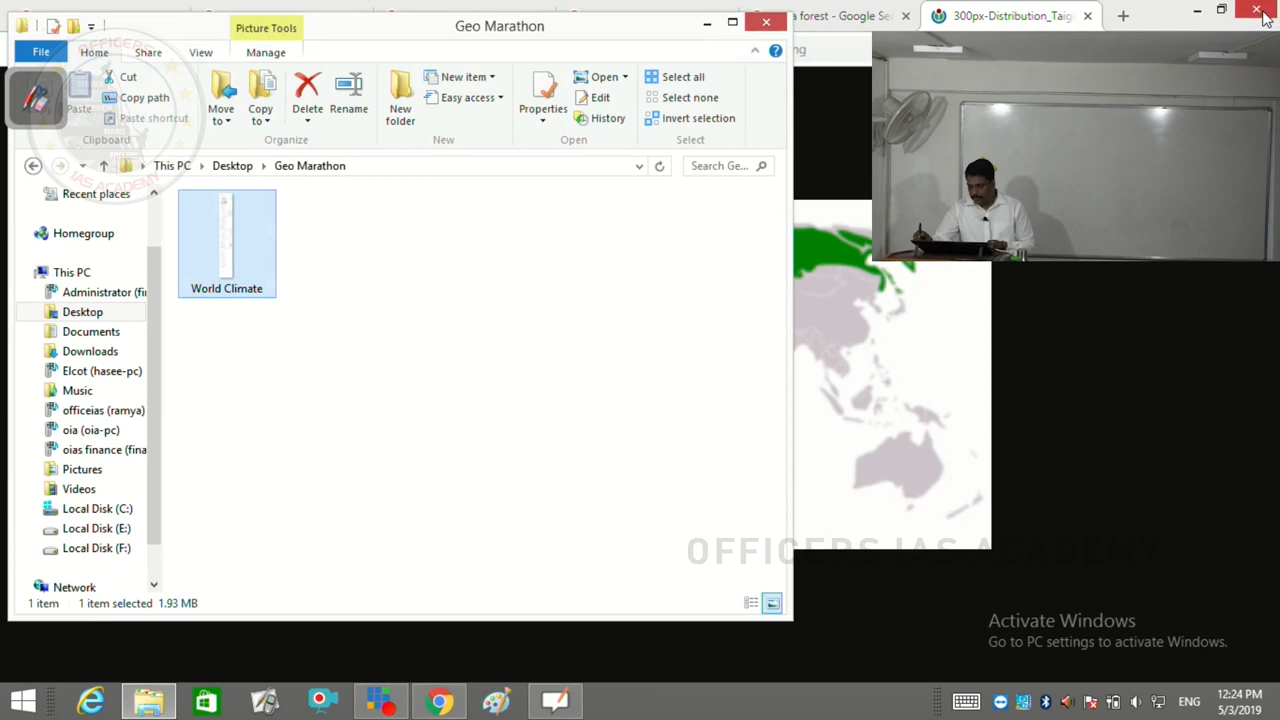 Geo Marathon
Picture Tools
File
Home
Share
View
Manage
Cut
Copy path
Paste shortcut
Paste
Clipboard
Move to
Copy to
Delete
Rename
Organize
New folder
New item
Easy access
New
Properties
Open
Edit
History
Open
Select all
Select none
Invert selection
Select
This PC
Desktop
Geo Marathon
Search Ge...
Recent places
Homegroup
This PC
Administrator (fi
Desktop
Documents
Downloads
Elcot (hasee-pc)
Music
officeias (ramya)
oia (oia-pc)
oias finance (fina
Pictures
Videos
Local Disk (C:)
Local Disk (E:)
Local Disk (F:)
Network
World Climate
1 item
1 item selected 1.93 MB
a forest - Google Se
300px-Distribution_Taig
ng
OFFICERS IAS ACADEMY
OFFICERS
IAS ACADEMY
Activate Windows
Go to PC settings to activate Windows.
ENG
12:24 PM
5/3/2019